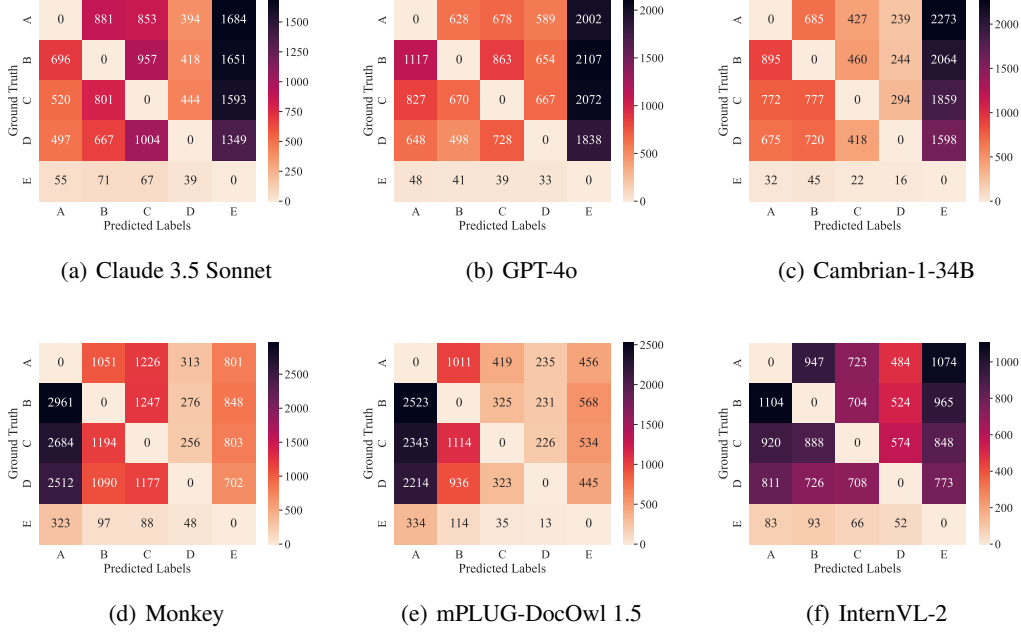 A 0 881 853 394 1684
B 696 0 957 418 1651
C 520 801 0 444 1593
D 497 667 1004 0 1349
E 55 71 67 39 0
A B C D E
Predicted Labels
Ground Truth
1500
1250
1000
750
500
250
0
(a) Claude 3.5 Sonnet
A 0 628 678 589 2002
B 1117 0 863 654 2107
C 827 670 0 667 2072
D 648 498 728 0 1838
E 48 41 39 33 0
A B C D E
Predicted Labels
Ground Truth
2000
1500
1000
500
0
(b) GPT-4o
A 0 685 427 239 2273
B 895 0 460 244 2064
C 772 777 0 294 1859
D 675 720 418 0 1598
E 32 45 22 16 0
A B C D E
Predicted Labels
Ground Truth
2000
1500
1000
500
0
(c) Cambrian-1-34B
A 0 1051 1226 313 801
B 2961 0 1247 276 848
C 2684 1194 0 256 803
D 2512 1090 1177 0 702
E 323 97 88 48 0
A B C D E
Predicted Labels
Ground Truth
2500
2000
1500
1000
500
0
(d) Monkey
A 0 1011 419 235 456
B 2523 0 325 231 568
C 2343 1114 0 226 534
D 2214 936 323 0 445
E 334 114 35 13 0
A B C D E
Predicted Labels
Ground Truth
2500
2000
1500
1000
500
0
(e) mPLUG-DocOwl 1.5
A 0 947 723 484 1074
B 1104 0 704 524 965
C 920 888 0 574 848
D 811 726 708 0 773
E 83 93 66 52 0
A B C D E
Predicted Labels
Ground Truth
1000
800
600
400
200
0
(f) InternVL-2